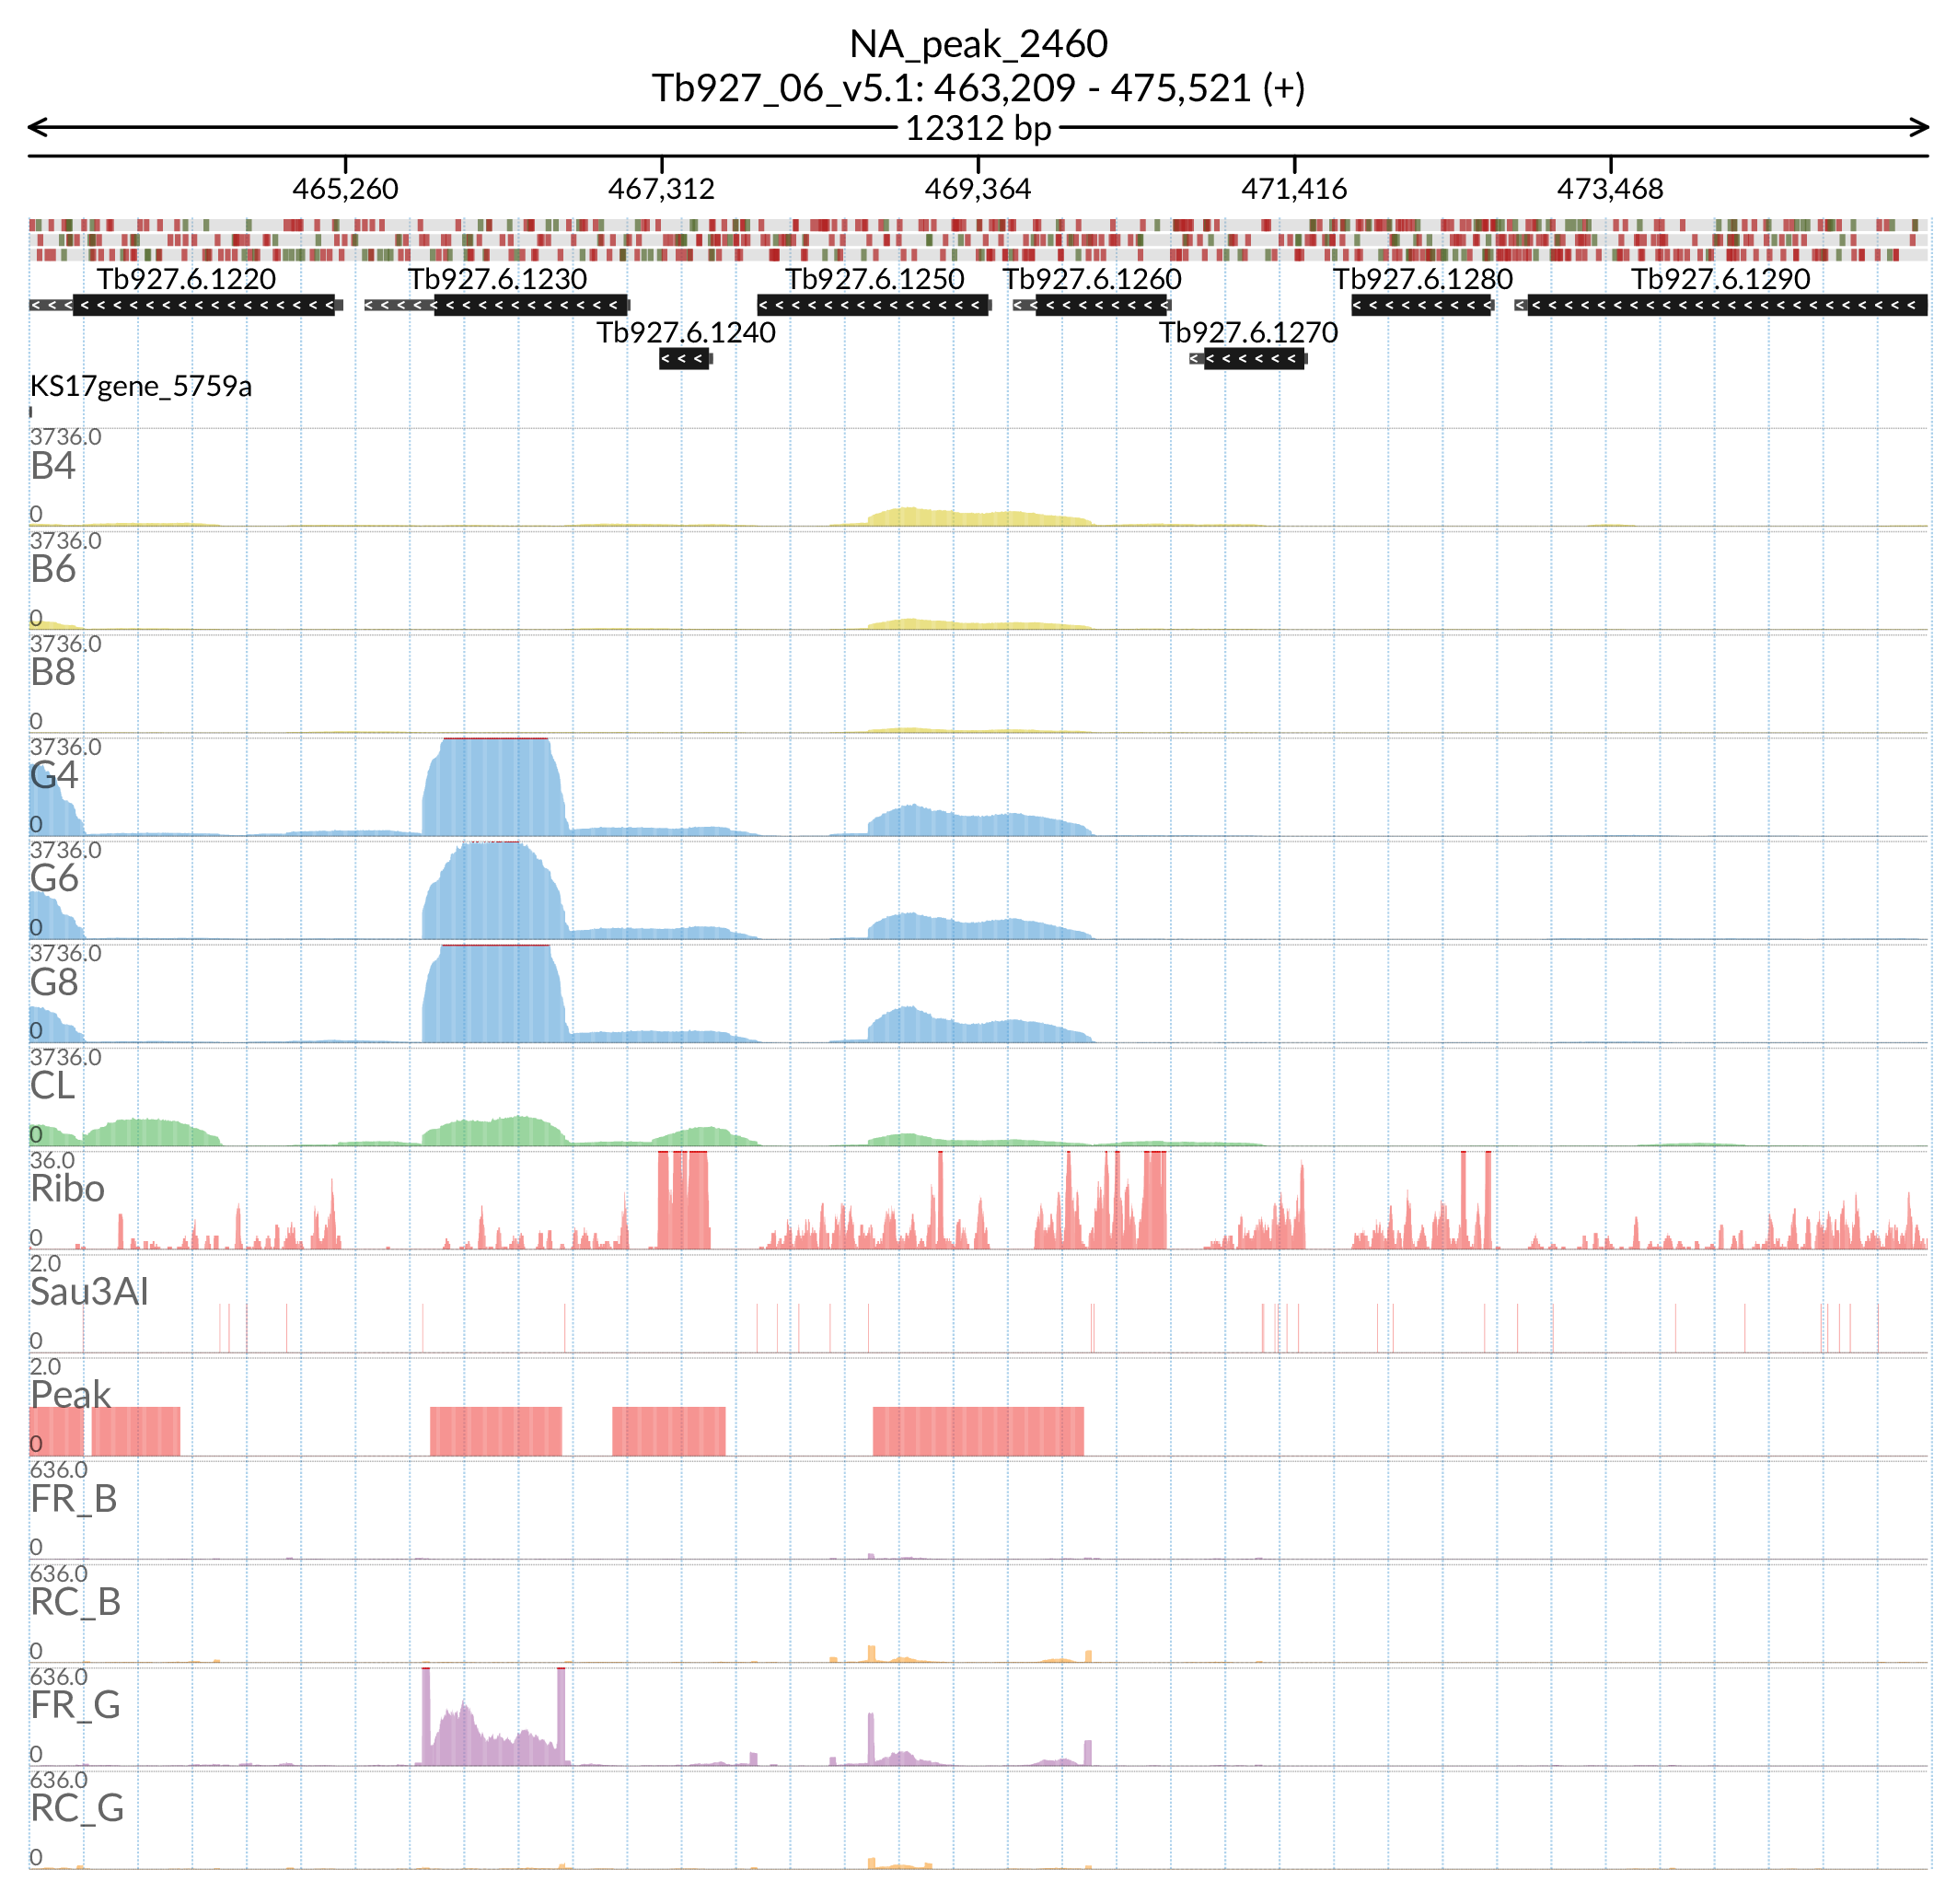 NA_peak_2460
Tb927_06_v5.1: 463,209 - 475,521 (+)
12312 bp
465,260 467,312 469,364 471,416 473,468
Tb927.6.1220 Tb927.6.1230 Tb927.6.1250 Tb927.6.1260 Tb927.6.1280 Tb927.6.1290
Tb927.6.1240 Tb927.6.1270
KS17gene_5759a
3736.0
B4
0
3736.0
B6
0
3736.0
B8
0
3736.0
G4
0
3736.0
G6
0
3736.0
G8
0
3736.0
CL
0
36.0
Ribo
0
2.0
Sau3AI
0
2.0
Peak
0
636.0
FR_B
0
636.0
RC_B
0
636.0
FR_G
0
636.0
RC_G
0